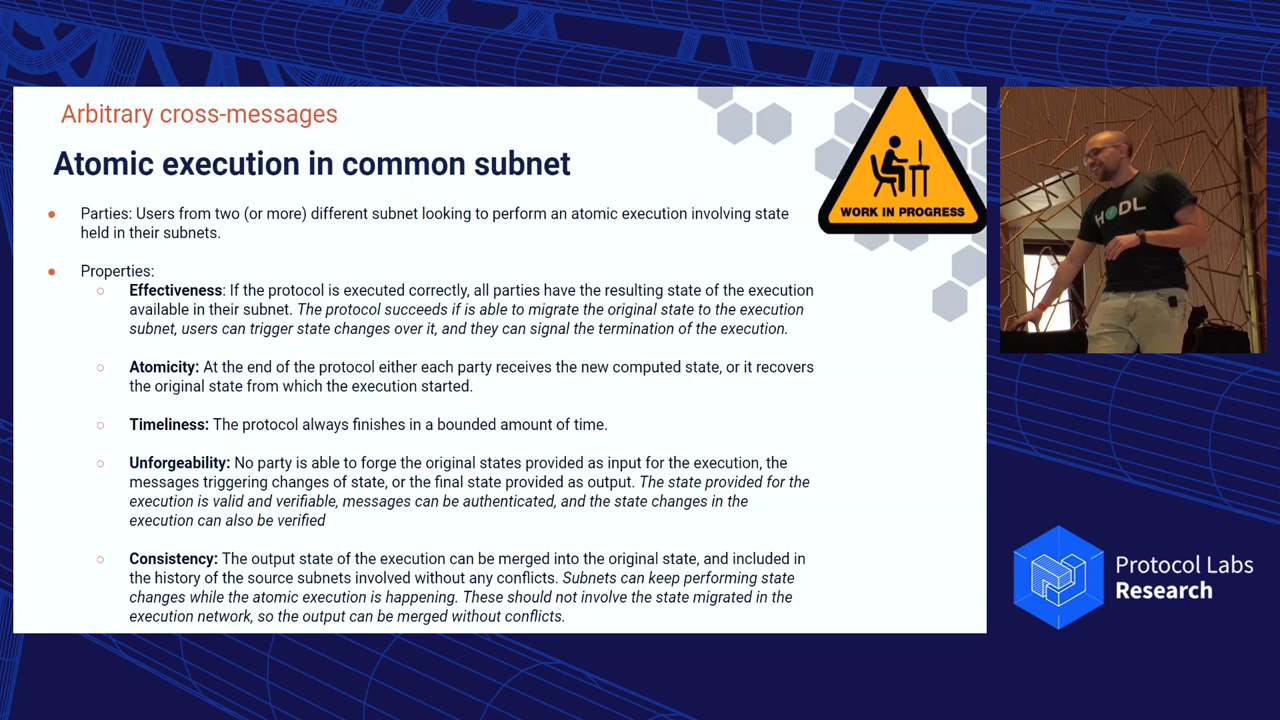 Arbitrary cross-messages
Atomic execution in common subnet
WORK IN PROGRESS
● Parties: Users from two (or more) different subnet looking to perform an atomic execution involving state
held in their subnets.
● Properties:
○ Effectiveness: If the protocol is executed correctly, all parties have the resulting state of the execution
available in their subnet. The protocol succeeds if is able to migrate the original state to the execution
subnet, users can trigger state changes over it, and they can signal the termination of the execution.
○ Atomicity: At the end of the protocol either each party receives the new computed state, or it recovers
the original state from which the execution started.
○ Timeliness: The protocol always finishes in a bounded amount of time.
○ Unforgeability: No party is able to forge the original states provided as input for the execution, the
messages triggering changes of state, or the final state provided as output. The state provided for the
execution is valid and verifiable, messages can be authenticated, and the state changes in the
execution can also be verified
○ Consistency: The output state of the execution can be merged into the original state, and included in
the history of the source subnets involved without any conflicts. Subnets can keep performing state
changes while the atomic execution is happening. These should not involve the state migrated in the
execution network, so the output can be merged without conflicts.
HODL
Protocol Labs
Research